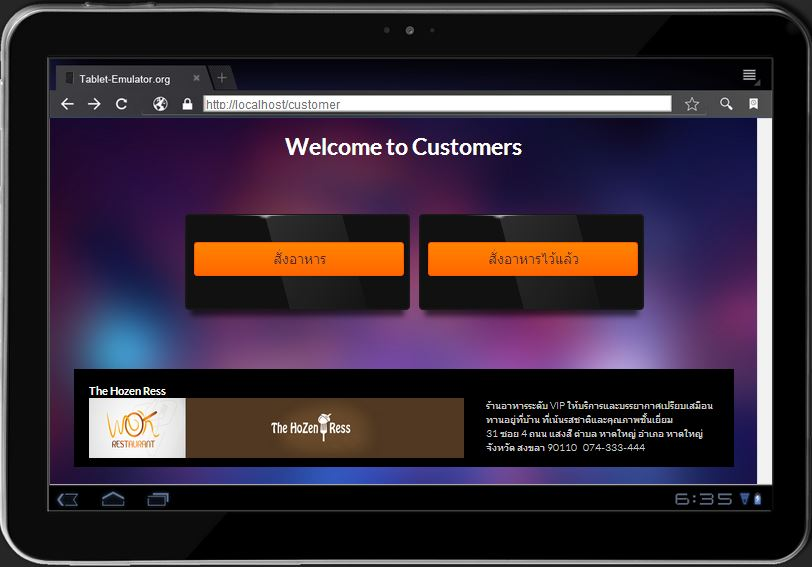 Tablet-Emulator.org
http://localhost/customer
Welcome to Customers
สั่งอาหาร
สั่งอาหารไว้แล้ว
The Hozen Ress
WOK
RESTAURANT
The HoZen Ress
ร้านอาหารระดับ VIP ให้บริการและบรรยากาศเปรียบเสมือน
ทานอยู่ที่บ้าน ที่เน้นรสชาติและคุณภาพชั้นเยี่ยม
31 ซอย 4 ถนน แสงสี ตำบล หาดใหญ่ อำเภอ หาดใหญ่
จังหวัด สงขลา 90110 074-333-444
6:35